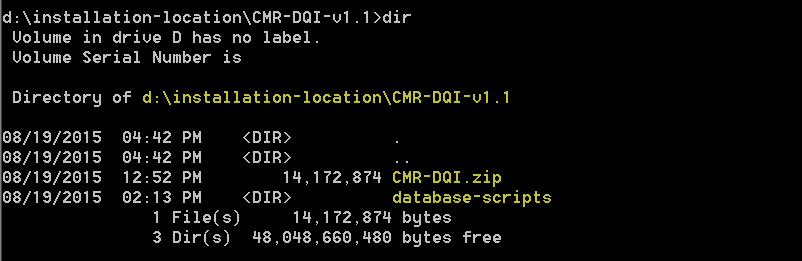 d:\installation-location\CMR-DQI-v1.1>dir
Volume in drive D has no label.
Volume Serial Number is
Directory of d:\installation-location\CMR-DQI-v1.1
08/19/2015  04:42 PM    <DIR>          .
08/19/2015  04:42 PM    <DIR>          ..
08/19/2015  12:52 PM        14,172,874 CMR-DQI.zip
08/19/2015  02:13 PM    <DIR>          database-scripts
1 File(s)     14,172,874 bytes
3 Dir(s)  48,048,660,480 bytes free